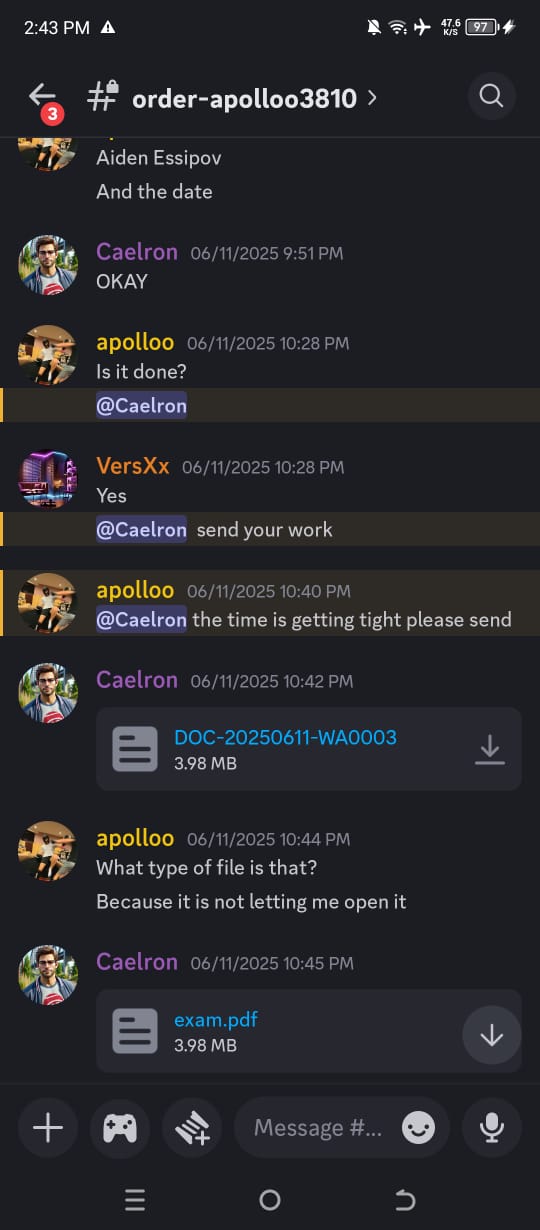 2:43 PM
47.6
K/S
97
3
order-apolloo3810
Aiden Essipov
And the date
Caelron 06/11/2025 9:51 PM
OKAY
apolloo 06/11/2025 10:28 PM
Is it done?
@Caelron
VersXx 06/11/2025 10:28 PM
Yes
@Caelron send your work
apolloo 06/11/2025 10:40 PM
@Caelron the time is getting tight please send
Caelron 06/11/2025 10:42 PM
DOC-20250611-WA0003
3.98 MB
apolloo 06/11/2025 10:44 PM
What type of file is that?
Because it is not letting me open it
Caelron 06/11/2025 10:45 PM
exam.pdf
3.98 MB
Message #...